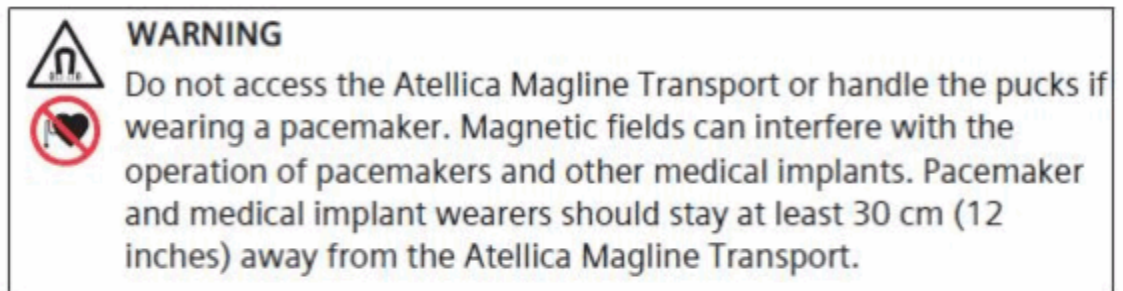 WARNING
Do not access the Atellica Magline Transport or handle the pucks if
wearing a pacemaker. Magnetic fields can interfere with the
operation of pacemakers and other medical implants. Pacemaker
and medical implant wearers should stay at least 30 cm (12
inches) away from the Atellica Magline Transport.